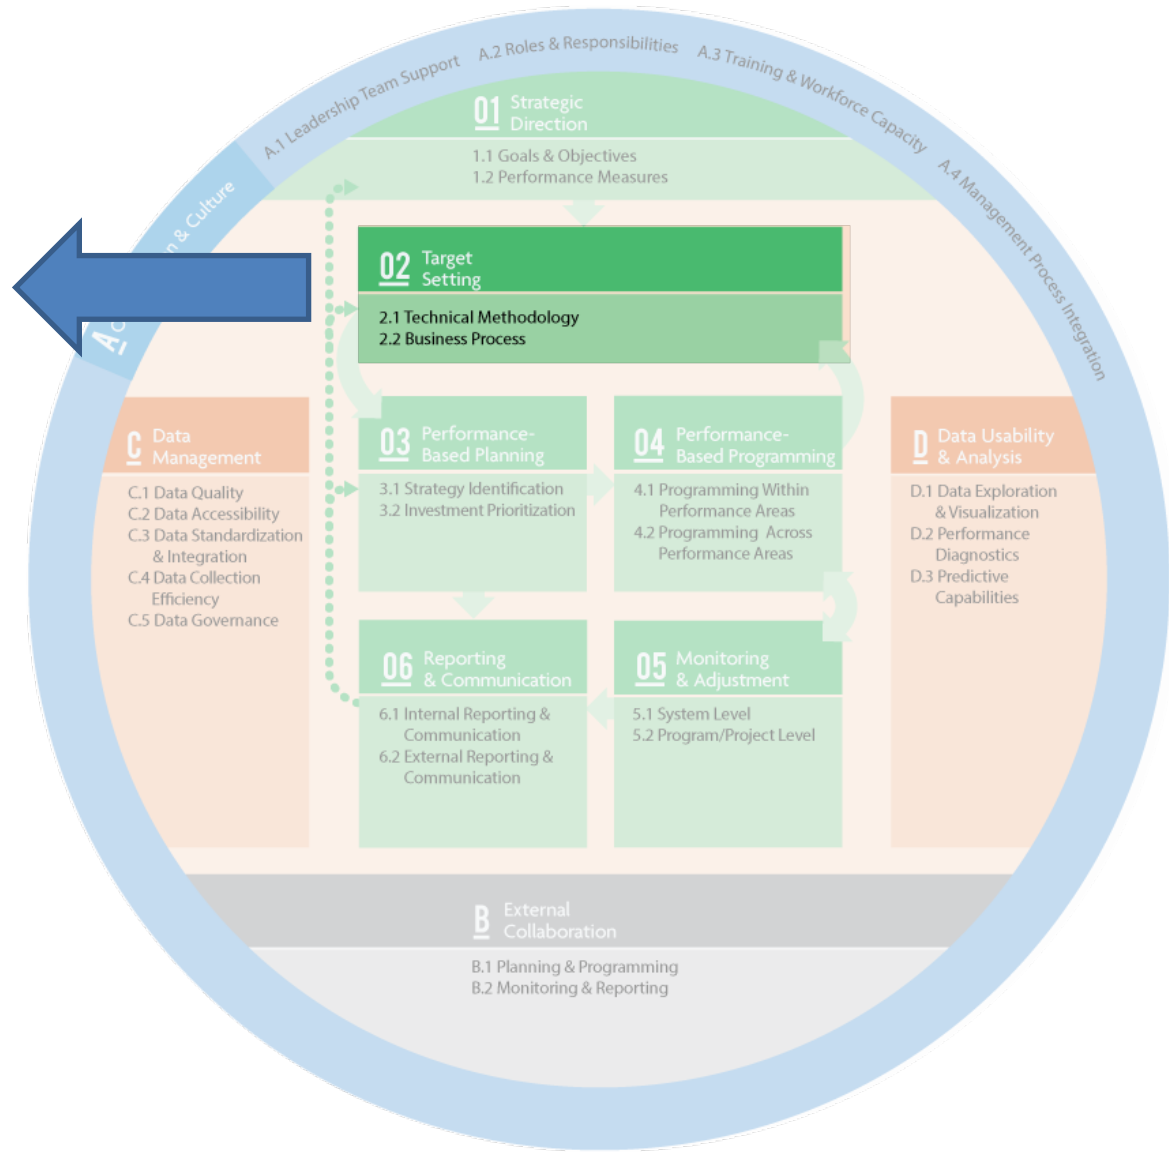 A.1 Leadership Team Support
A.2 Roles & Responsibilities
A.3 Training & Workforce Capacity
A.4 Management Process Integration
A
& Culture
01 Strategic
Direction
1.1 Goals & Objectives
1.2 Performance Measures
02 Target
Setting
2.1 Technical Methodology
2.2 Business Process
C Data
Management
C.1 Data Quality
C.2 Data Accessibility
C.3 Data Standardization
& Integration
C.4 Data Collection
Efficiency
C.5 Data Governance
03 Performance-
Based Planning
3.1 Strategy Identification
3.2 Investment Prioritization
04 Performance-
Based Programming
4.1 Programming Within
Performance Areas
4.2 Programming Across
Performance Areas
D Data Usability
& Analysis
D.1 Data Exploration
& Visualization
D.2 Performance
Diagnostics
D.3 Predictive
Capabilities
06 Reporting
& Communication
6.1 Internal Reporting &
Communication
6.2 External Reporting &
Communication
05 Monitoring
& Adjustment
5.1 System Level
5.2 Program/Project Level
B External
Collaboration
B.1 Planning & Programming
B.2 Monitoring & Reporting